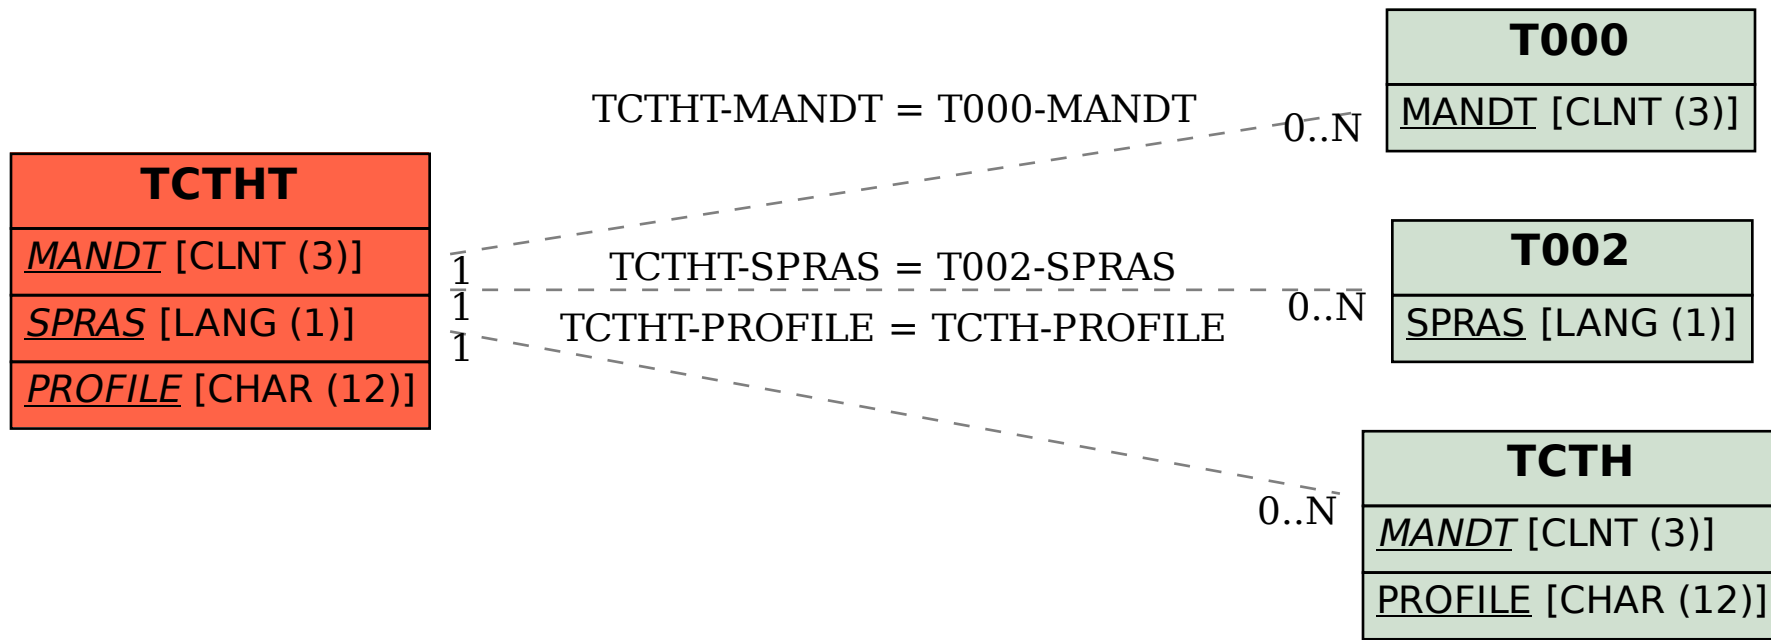 TCTHT
MANDT [CLNT (3)]
SPRAS [LANG (1)]
PROFILE [CHAR (12)]
TCTHT-MANDT = T000-MANDT
0..N
1
TCTHT-SPRAS = T002-SPRAS
0..N
1
TCTHT-PROFILE = TCTH-PROFILE
0..N
1
T000
MANDT [CLNT (3)]
T002
SPRAS [LANG (1)]
TCTH
MANDT [CLNT (3)]
PROFILE [CHAR (12)]